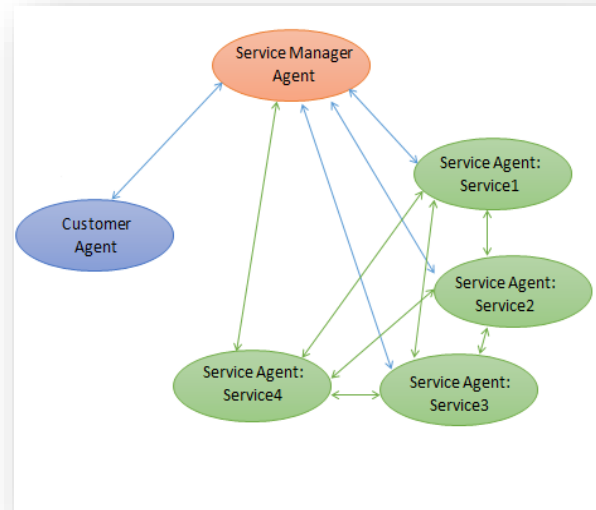 Service Manager
Agent
Service Agent:
Service1
Customer
Agent
Service Agent:
Service2
Service Agent:
Service4
Service Agent:
Service3